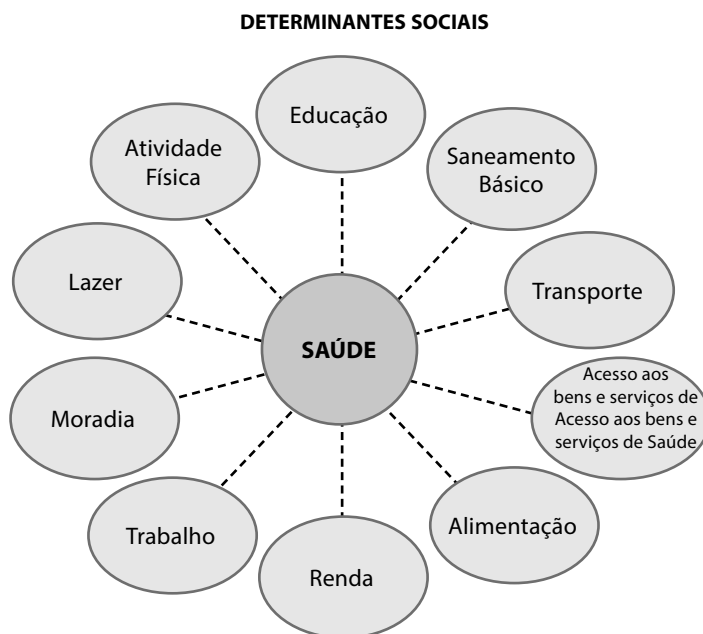 DETERMINANTES SOCIAIS
Educação
Atividade
Física
Saneamento
Básico
Lazer
Transporte
SAÚDE
Moradia
Acesso aos
bens e serviços de
Acesso aos bens e
serviços de Saúde
Trabalho
Alimentação
Renda